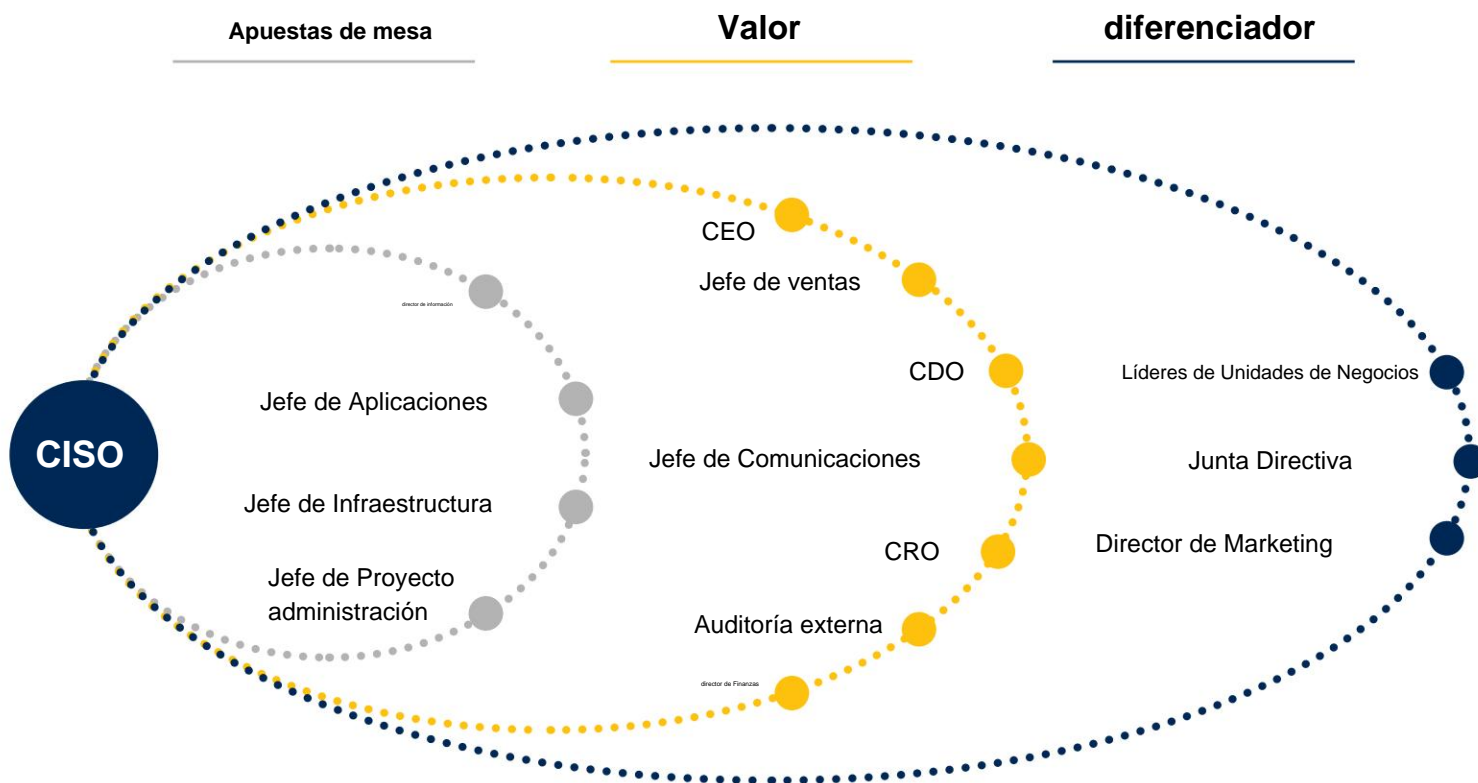 Apuestas de mesa
Valor
diferenciador
CEO
Jefe de ventas
director de información
CDO
Líderes de Unidades de Negocios
Jefe de Aplicaciones
CISO
Jefe de Comunicaciones
Junta Directiva
Jefe de Infraestructura
CRO
Director de Marketing
Jefe de Proyecto
administración
Auditoría externa
director de Finanzas